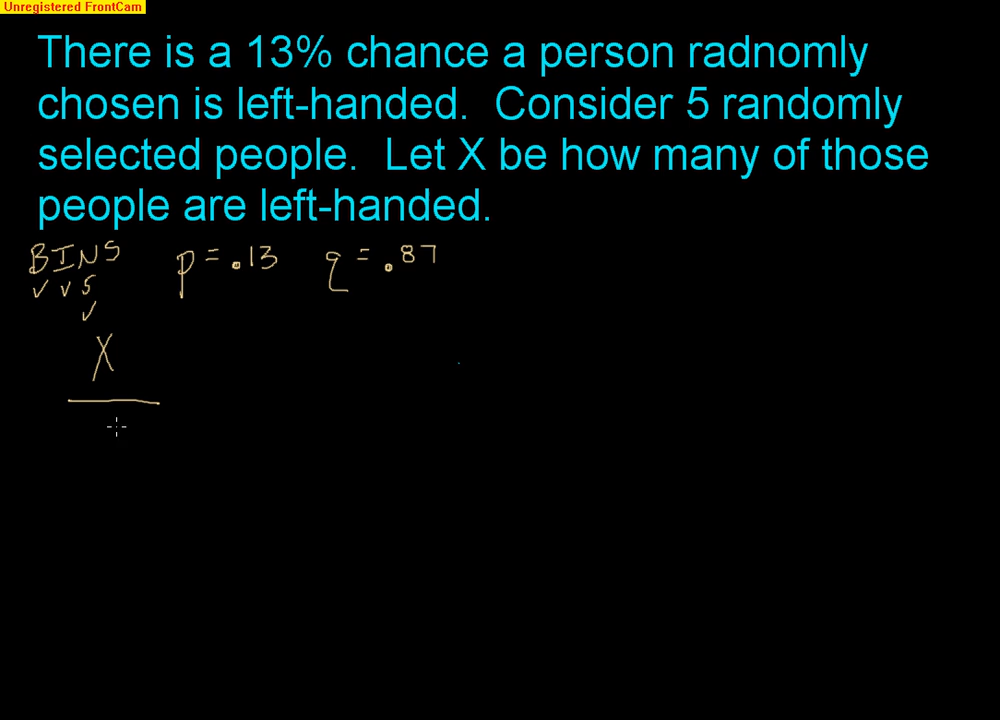 Unregistered FrontCam
There is a 13% chance a person radnomly
chosen is left-handed.  Consider 5 randomly
selected people.  Let X be how many of those
people are left-handed.
BINS p = .13 q = .87
✓ ✓ 5
✓
X